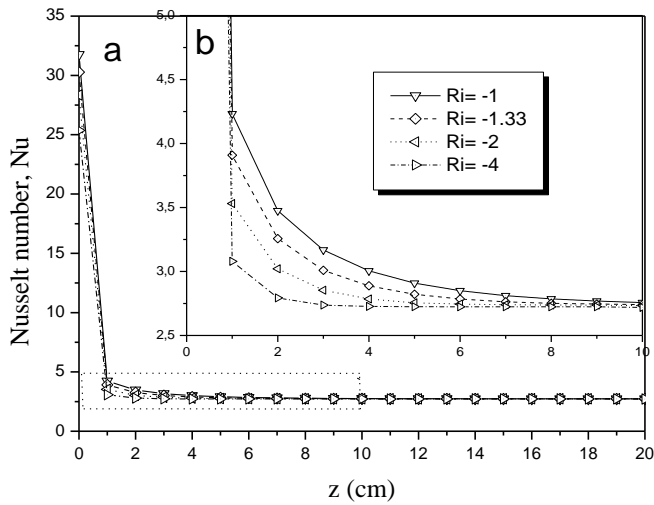 35
30
25
20
15
10
5
0
Nusselt number, Nu
a
b
5,0
4,5
4,0
3,5
3,0
2,5
Ri= -1
Ri= -1.33
Ri= -2
Ri= -4
0 2 4 6 8 10
0 2 4 6 8 10 12 14 16 18 20
z (cm)